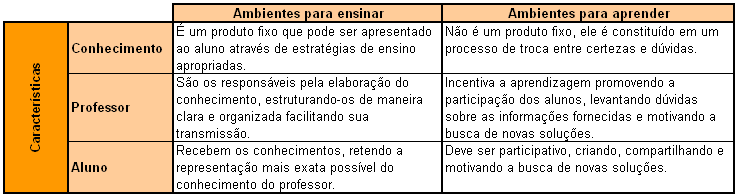 Ambientes para ensinar
Ambientes para aprender
Características
Conhecimento
É um produto fixo que pode ser apresentado
ao aluno através de estratégias de ensino
apropriadas.
Não é um produto fixo, ele é constituído em um
processo de troca entre certezas e dúvidas.
Professor
São os responsáveis pela elaboração do
conhecimento, estruturando-os de maneira
clara e organizada facilitando sua
transmissão.
Incentiva a aprendizagem promovendo a
participação dos alunos, levantando dúvidas
sobre as informações fornecidas e motivando a
busca de novas soluções.
Aluno
Recebem os conhecimentos, retendo a
representação mais exata possível do
conhecimento do professor.
Deve ser participativo, criando, compartilhando e
motivando a busca de novas soluções.